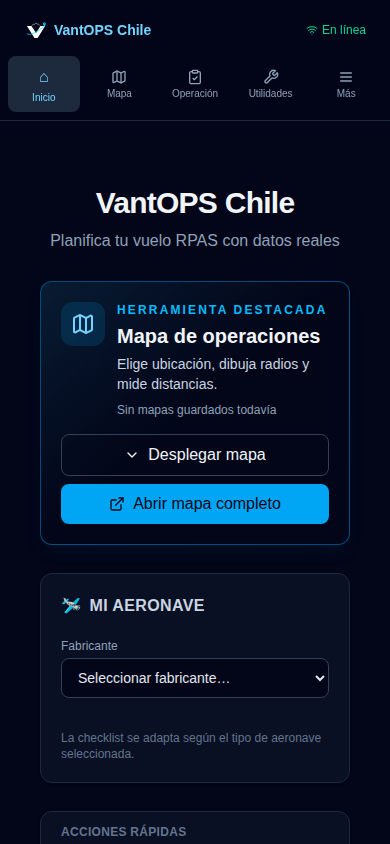 VantOPS Chile
En línea
Inicio
Mapa
Operación
Utilidades
Más
VantOPS Chile
Planifica tu vuelo RPAS con datos reales
HERRAMIENTA DESTACADA
Mapa de operaciones
Elige ubicación, dibuja radios y
mide distancias.
Sin mapas guardados todavía
Desplegar mapa
Abrir mapa completo
MI AERONAVE
Fabricante
Seleccionar fabricante…
La checklist se adapta según el tipo de aeronave
seleccionada.
ACCIONES RÁPIDAS